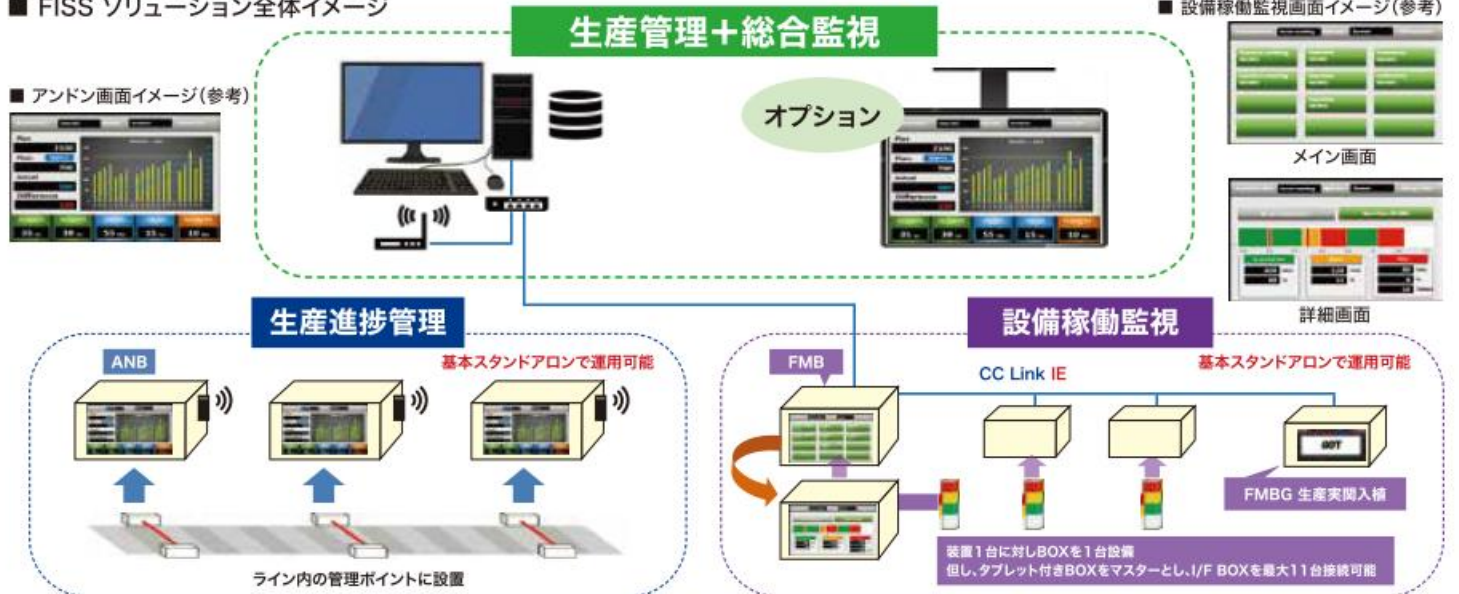 ■ FISS ソリューション全体イメージ
■ 設備稼働監視画面イメージ(参考)
生産管理+総合監視
■ アンドン画面イメージ(参考)
オプション
Plan
Actual
Difference
メイン画面
詳細画面
生産進捗管理
設備稼働監視
ANB
基本スタンドアロンで運用可能
FMB
CC Link IE
基本スタンドアロンで運用可能
GOT
FMBG 生産実関入植
装置1台に対しBOXを1台設備
但し、タブレット付きBOXをマスターとし、I/F BOXを最大11台接続可能
ライン内の管理ポイントに設置